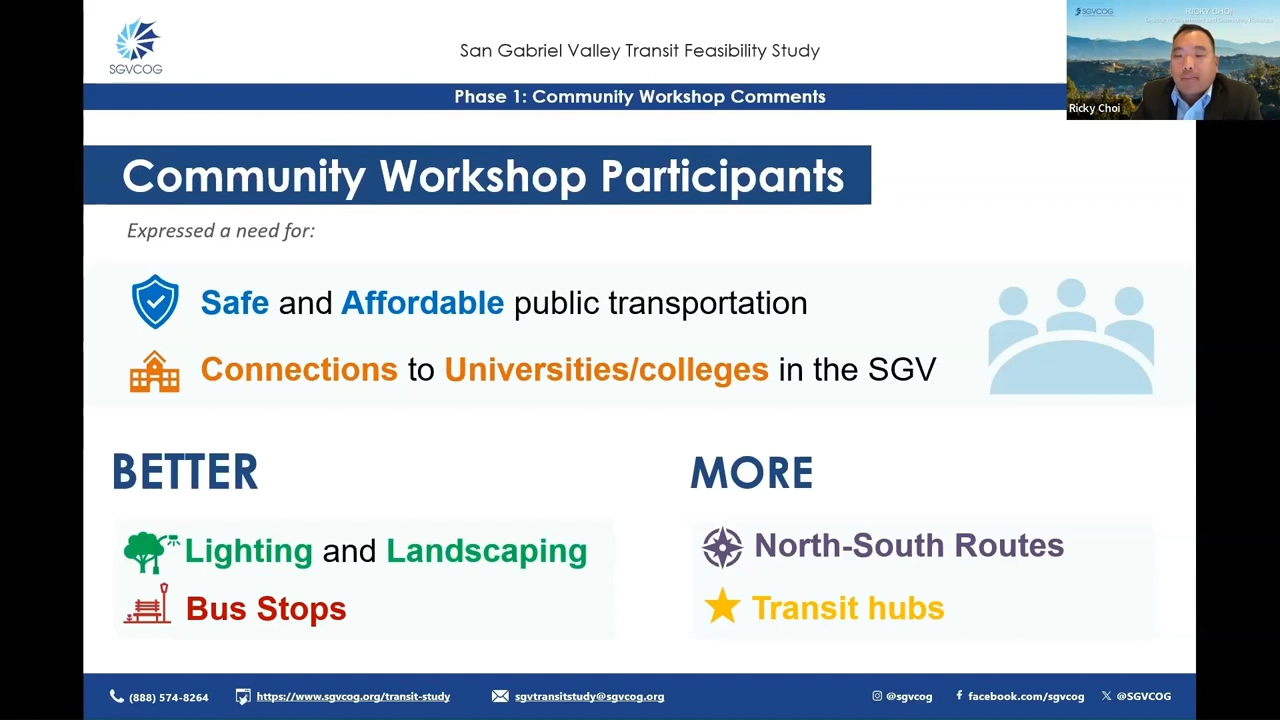 SGVCOG
San Gabriel Valley Transit Feasibility Study
Phase 1: Community Workshop Comments
SGVCOG
RICKY CHOI
Ricky Choi
Community Workshop Participants
Expressed a need for:
Safe and Affordable public transportation
Connections to Universities/colleges in the SGV
BETTER
Lighting and Landscaping
Bus Stops
MORE
North-South Routes
Transit hubs
(888) 574-8264
https://www.sgvcog.org/transit-study
sgvtransitstudy@sgvcog.org
@sgvcog
facebook.com/sgvcog
@SGVCOG